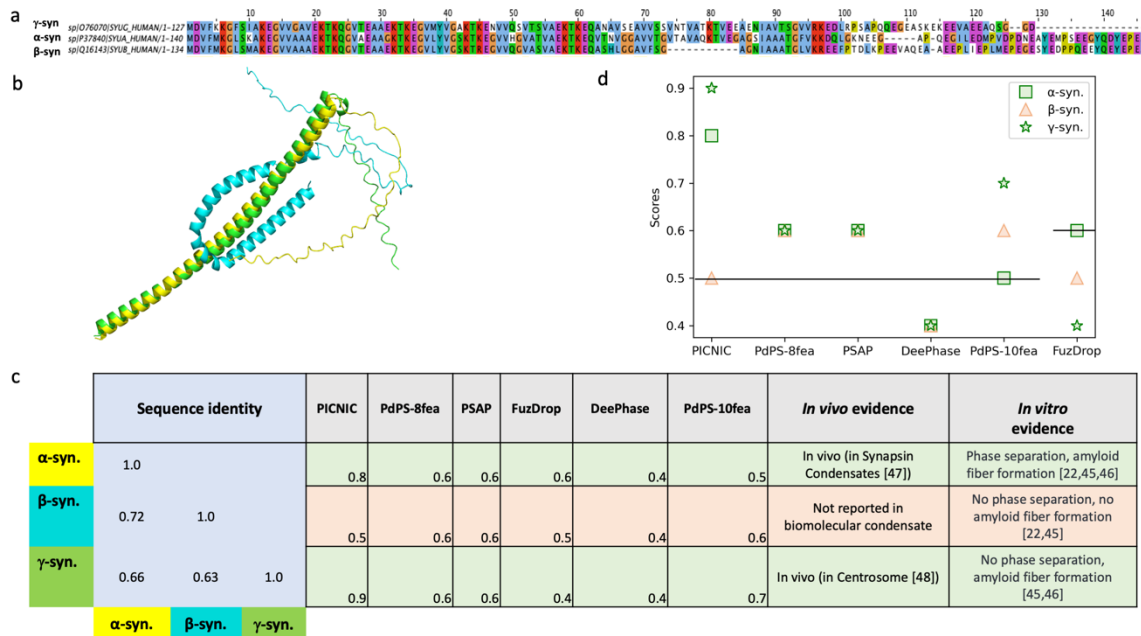 a
10 20 30 40 50 60 70 80 90 100 110 120 130 140
γ-syn sp|O76070|SYUG_HUMAN/1-127 MDVFKKGFSIAKEGVVGAVEKTKQGVTEAAEKTKEGVMYVGAKTKENVVQSVTSVAEKTKEQANAVSEAVVSSVNTVATKTVEEAENIAVTSGVVRKEDLRPSAPQQEGEASKEKEEVAEEAQSG---GD
α-syn sp|P37840|SYUA_HUMAN/1-140 MDVFMKGLSKAKEGVVAAAEKTKQGVAEAAGKTKEGVLYVGSKTKEGVVHGVATVAEKTKEQVTNVGGAVVTGVTAVAQKTVEGAGSIAAATGFVKKDQLGKNEEG----AP-QEGILEDMPVDPDNEAYEMPSEEGYQDYEPE
β-syn sp|Q16143|SYUB_HUMAN/1-134 MDVFMKGLSMAKEGVVAAAEKTKQGVTEAAEKTKEGVLYVGSKTREGVVQGVASVAEKTKEQASHLGGAVFSG-----------AGNIAAATGLVKREEFPTDLKPEEVAQEA-AEEPLIEPLMEPEGESYEDPPQEEYQEYEPE
b
d
0.9
0.8
0.7
0.6
0.5
0.4
Scores
α-syn.
β-syn.
γ-syn.
PICNIC PdPS-8fea PSAP DeePhase PdPS-10fea FuzDrop
c
Sequence identity PICNIC PdPS-8fea PSAP FuzDrop DeePhase PdPS-10fea In vivo evidence In vitro
evidence
α-syn. 1.0 0.8 0.6 0.6 0.6 0.4 0.5 In vivo (in Synapsin
Condensates [47]) Phase separation, amyloid
fiber formation [22,45,46]
β-syn. 0.72 1.0 0.5 0.6 0.6 0.5 0.4 0.6 Not reported in
biomolecular condensate No phase separation, no
amyloid fiber formation
[22,45]
γ-syn. 0.66 0.63 1.0 0.9 0.6 0.6 0.4 0.4 0.7 In vivo (in Centrosome [48]) No phase separation,
amyloid fiber formation
[45,46]
α-syn. β-syn. γ-syn.